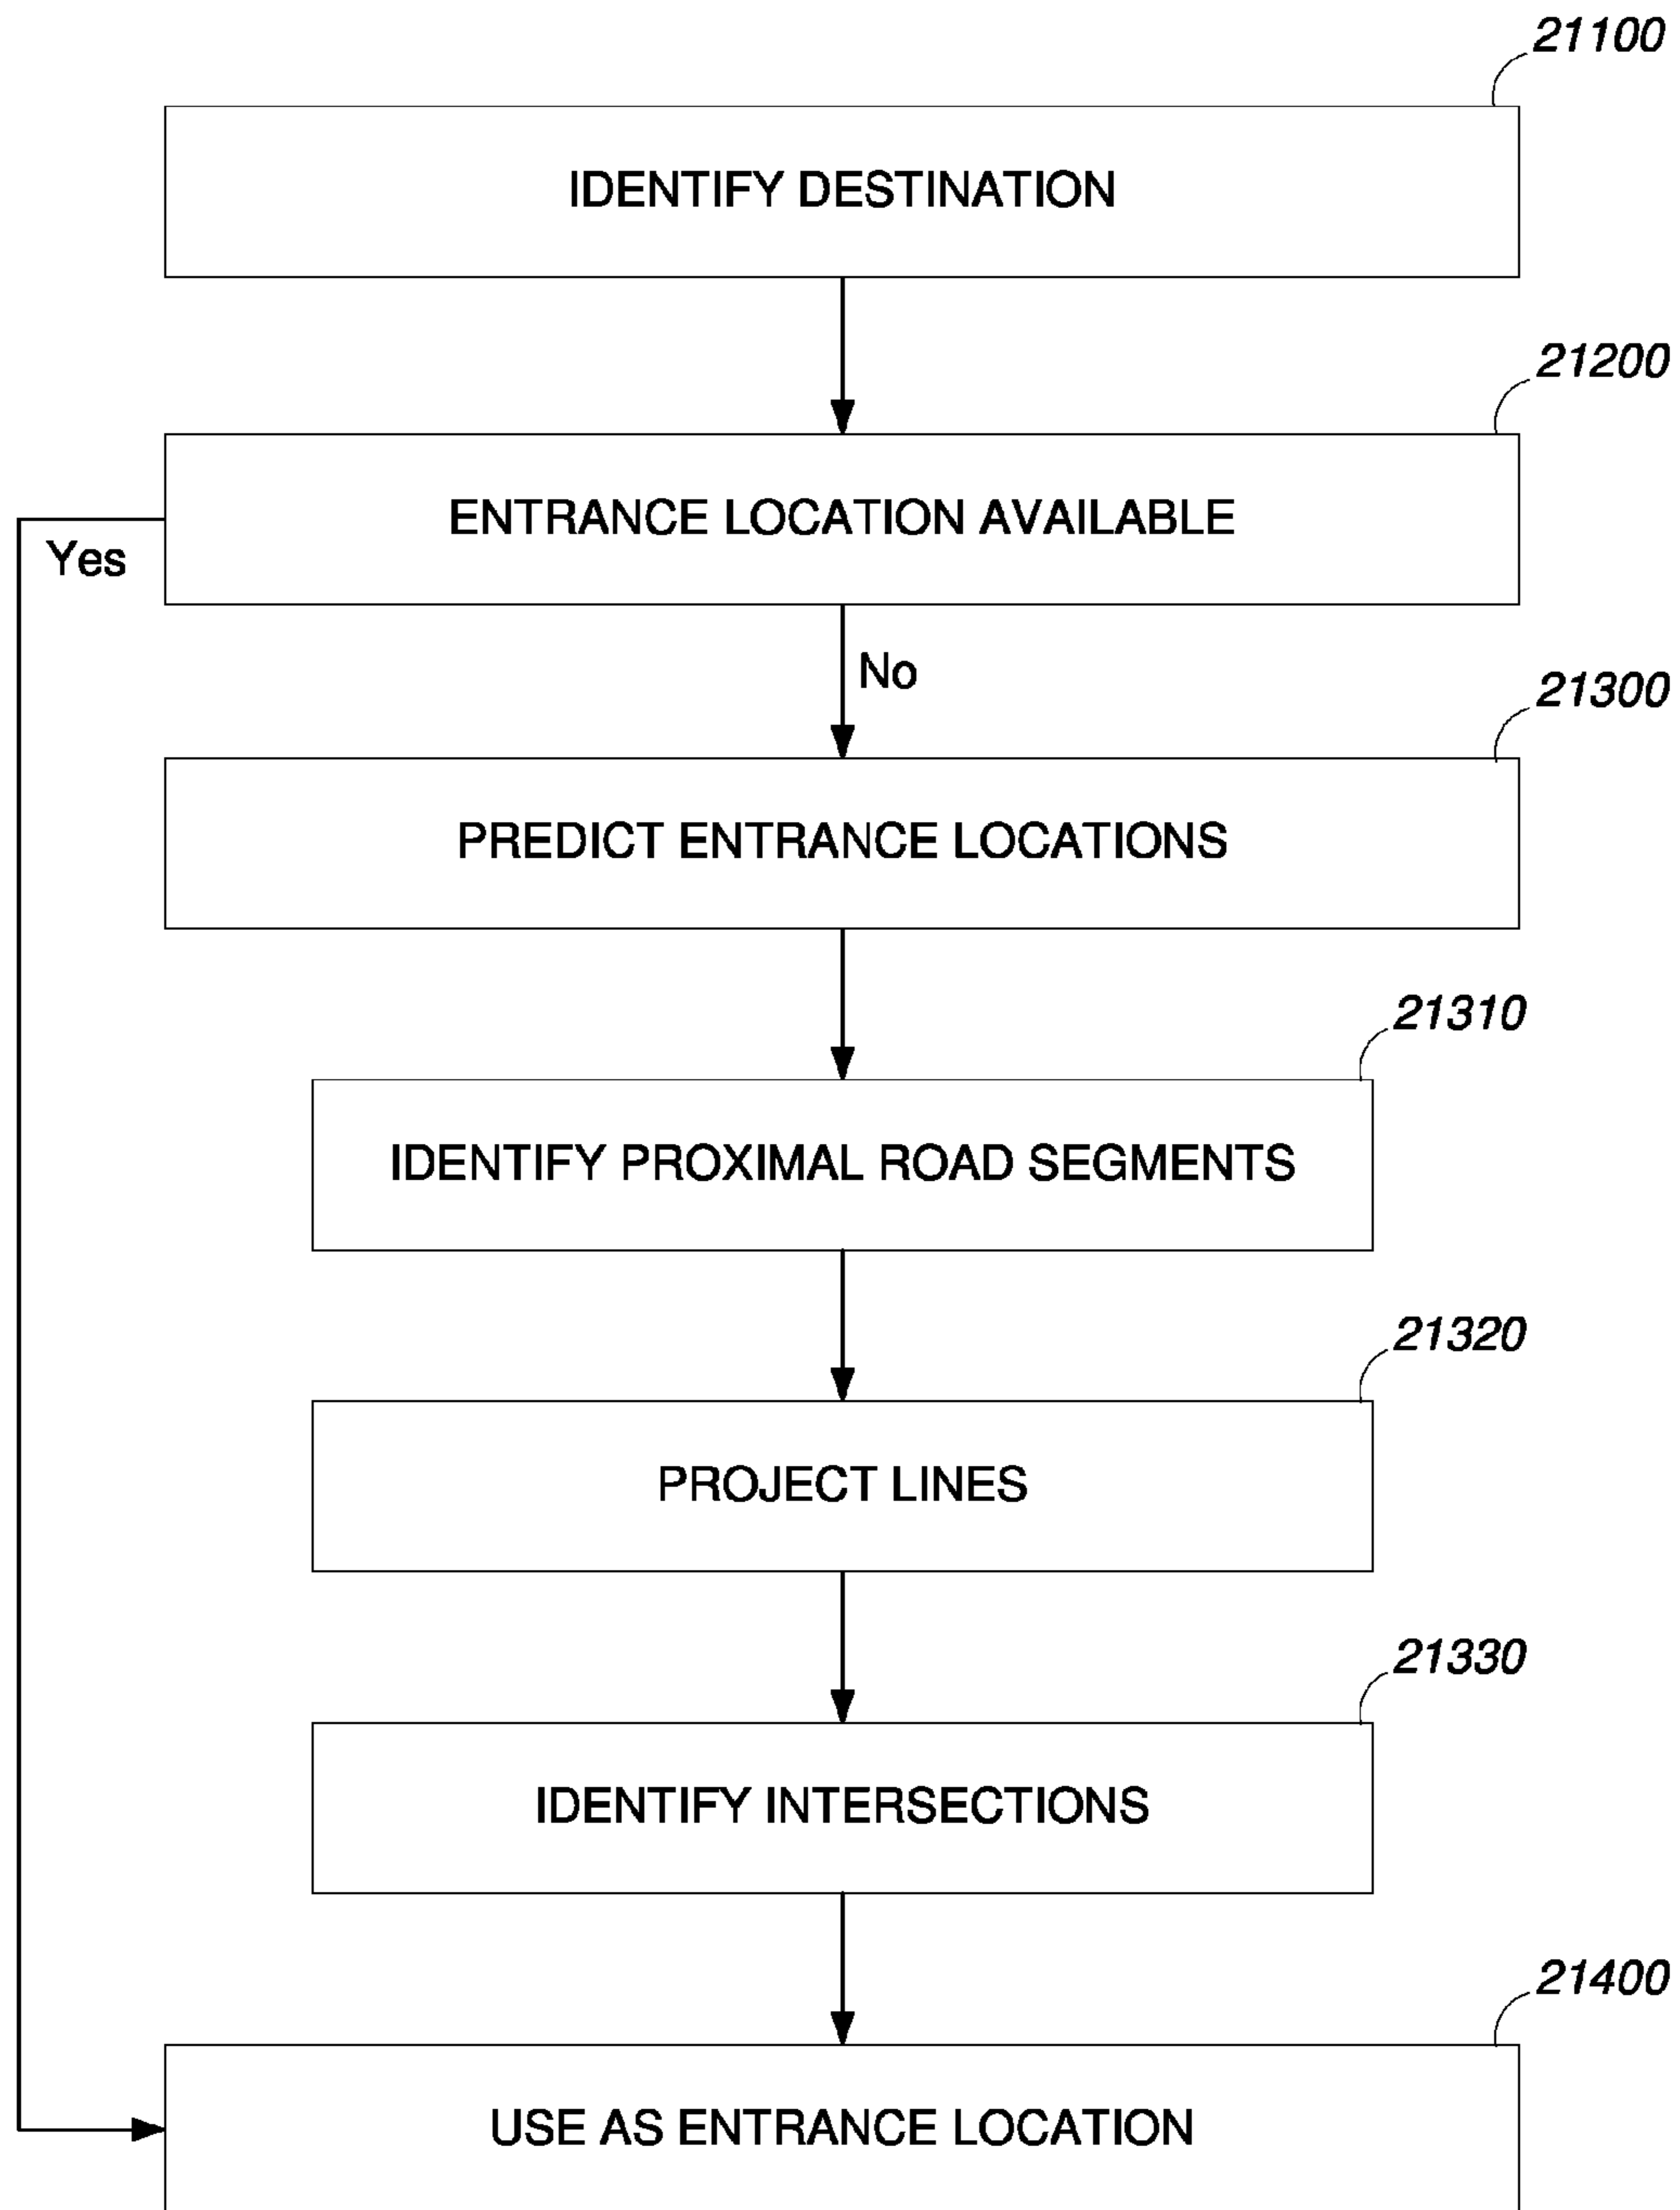 21100
IDENTIFY DESTINATION
21200
ENTRANCE LOCATION AVAILABLE
Yes
No
21300
PREDICT ENTRANCE LOCATIONS
21310
IDENTIFY PROXIMAL ROAD SEGMENTS
21320
PROJECT LINES
21330
IDENTIFY INTERSECTIONS
21400
USE AS ENTRANCE LOCATION